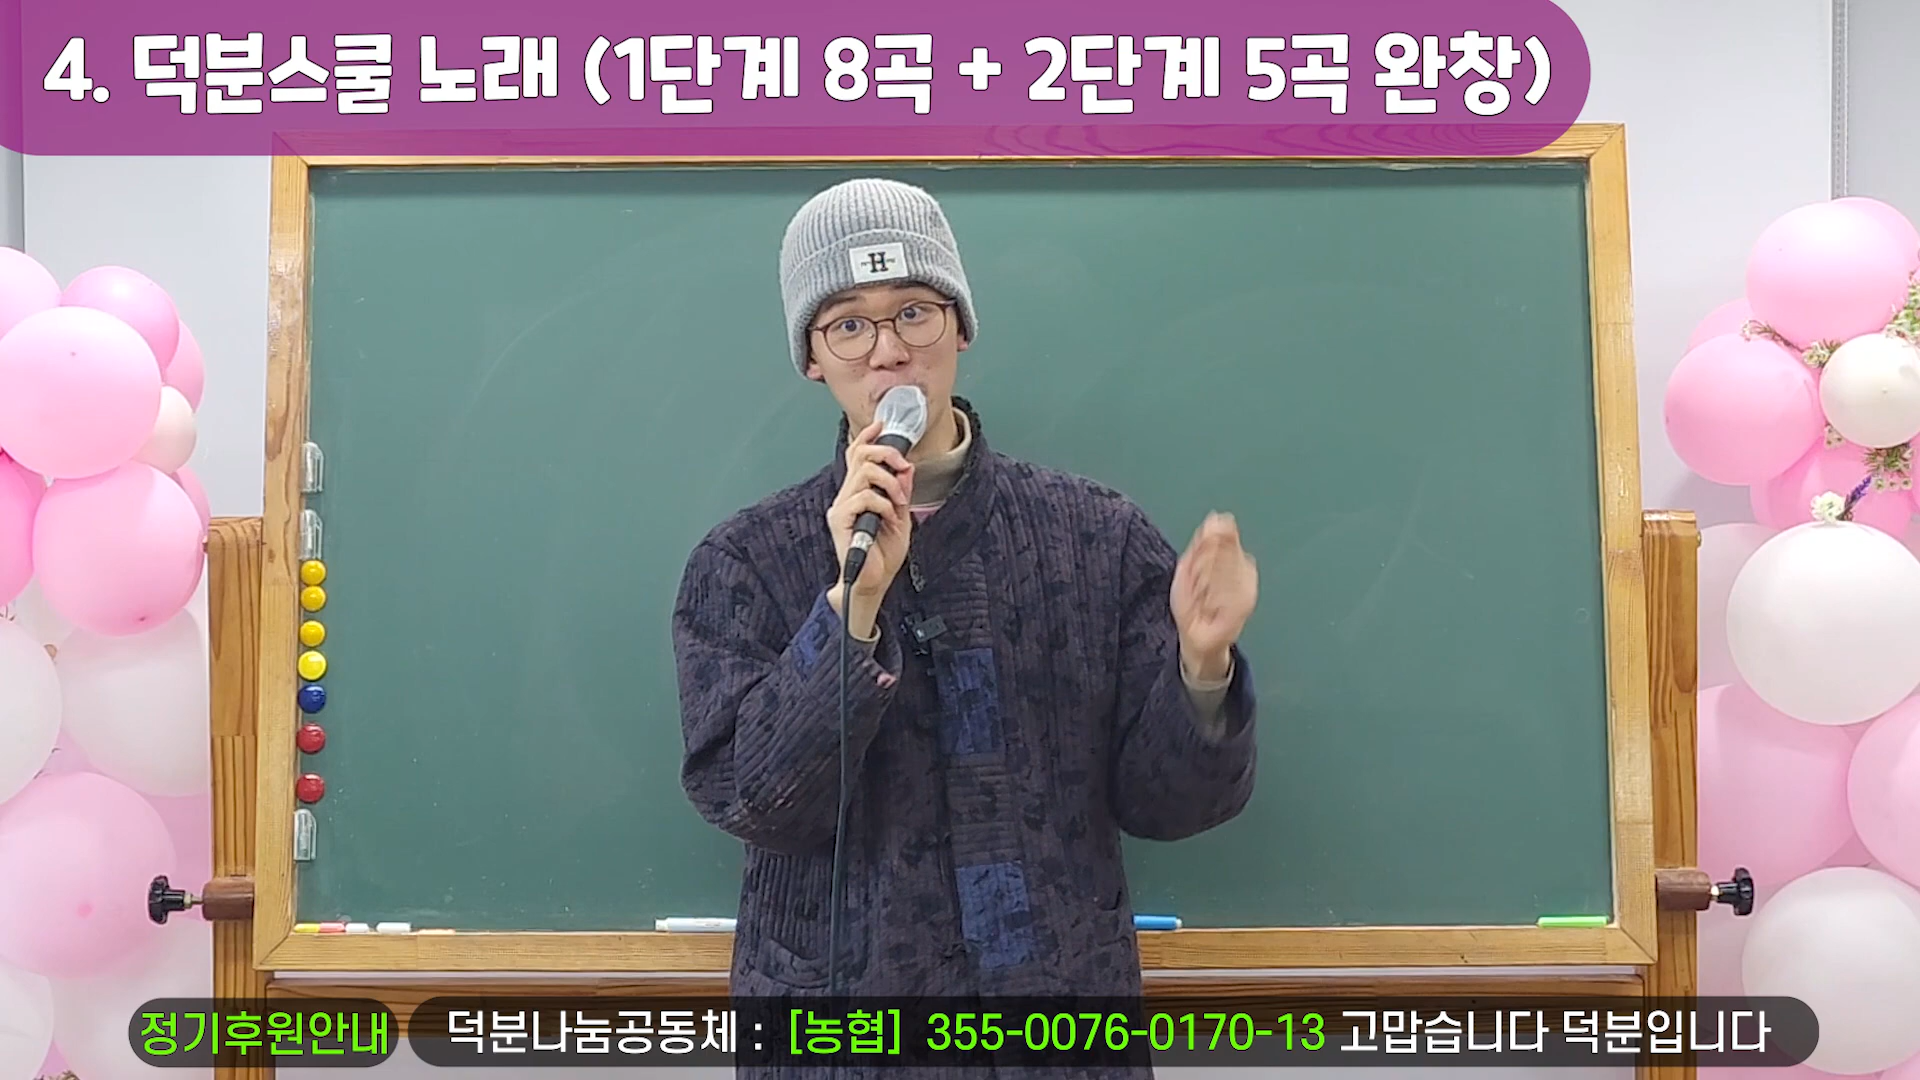 4. 덕분스쿨 노래 (1단계 8곡 + 2단계 5곡 완창)
H
정기후원안내 덕분나눔공동체 : [농협] 355-0076-0170-13 고맙습니다 덕분입니다